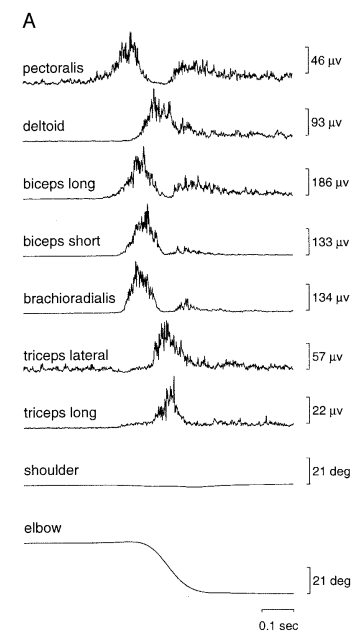 A
pectoralis 46 μv
deltoid 93 μv
biceps long 186 μv
biceps short 133 μv
brachioradialis 134 μv
triceps lateral 57 μv
triceps long 22 μv
shoulder 21 deg
elbow
21 deg
0.1 sec